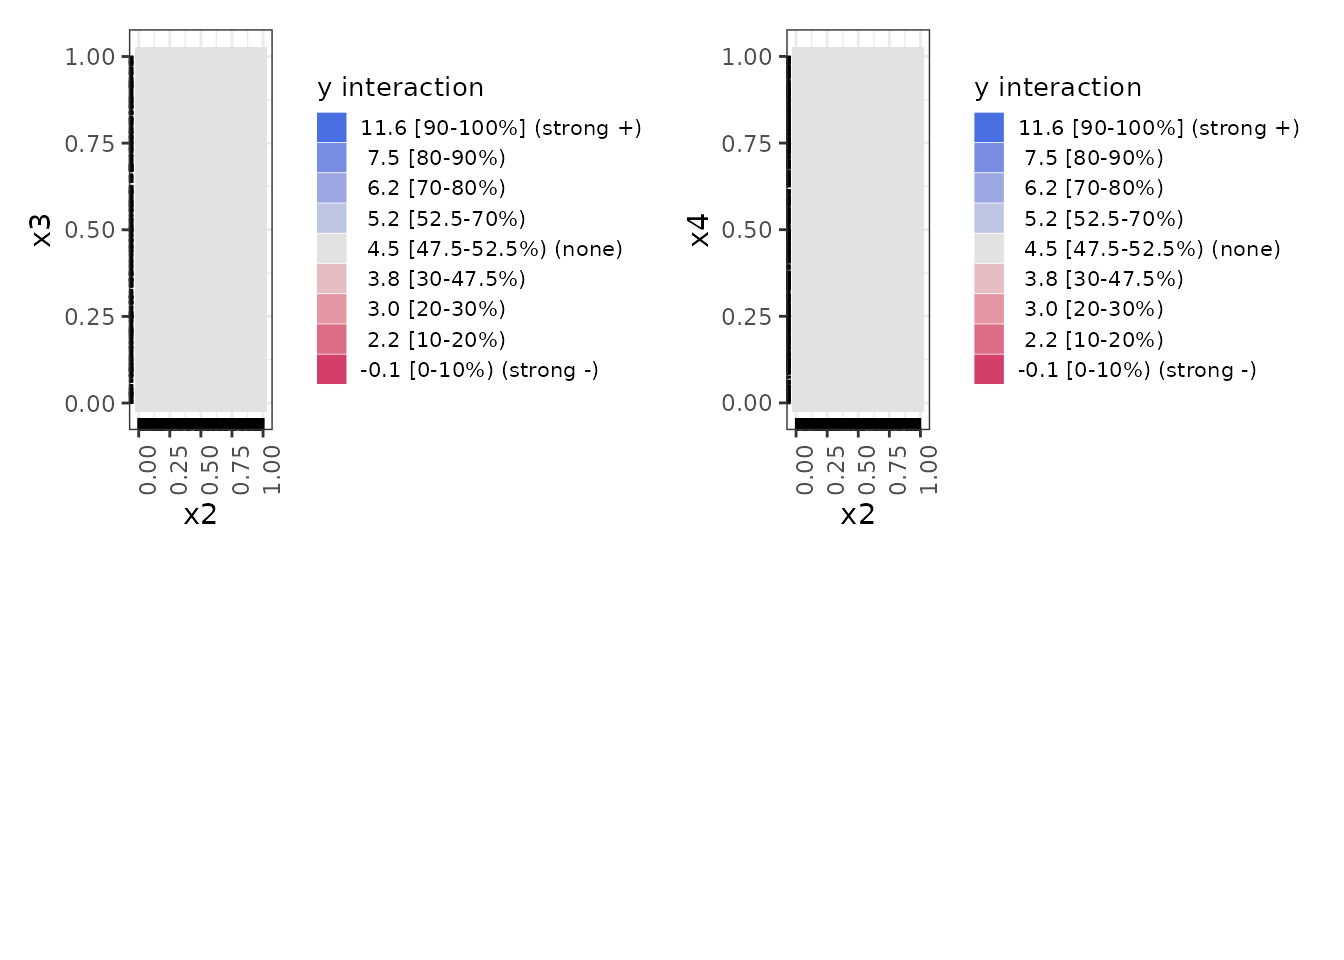 1.00
0.75
0.50
0.25
0.00
x3
0.00
0.25
0.50
0.75
1.00
x2
y interaction
11.6 [90-100%] (strong +)
7.5 [80-90%)
6.2 [70-80%)
5.2 [52.5-70%)
4.5 [47.5-52.5%) (none)
3.8 [30-47.5%)
3.0 [20-30%)
2.2 [10-20%)
-0.1 [0-10%) (strong -)
1.00
0.75
0.50
0.25
0.00
x4
0.00
0.25
0.50
0.75
1.00
x2
y interaction
11.6 [90-100%] (strong +)
7.5 [80-90%)
6.2 [70-80%)
5.2 [52.5-70%)
4.5 [47.5-52.5%) (none)
3.8 [30-47.5%)
3.0 [20-30%)
2.2 [10-20%)
-0.1 [0-10%) (strong -)